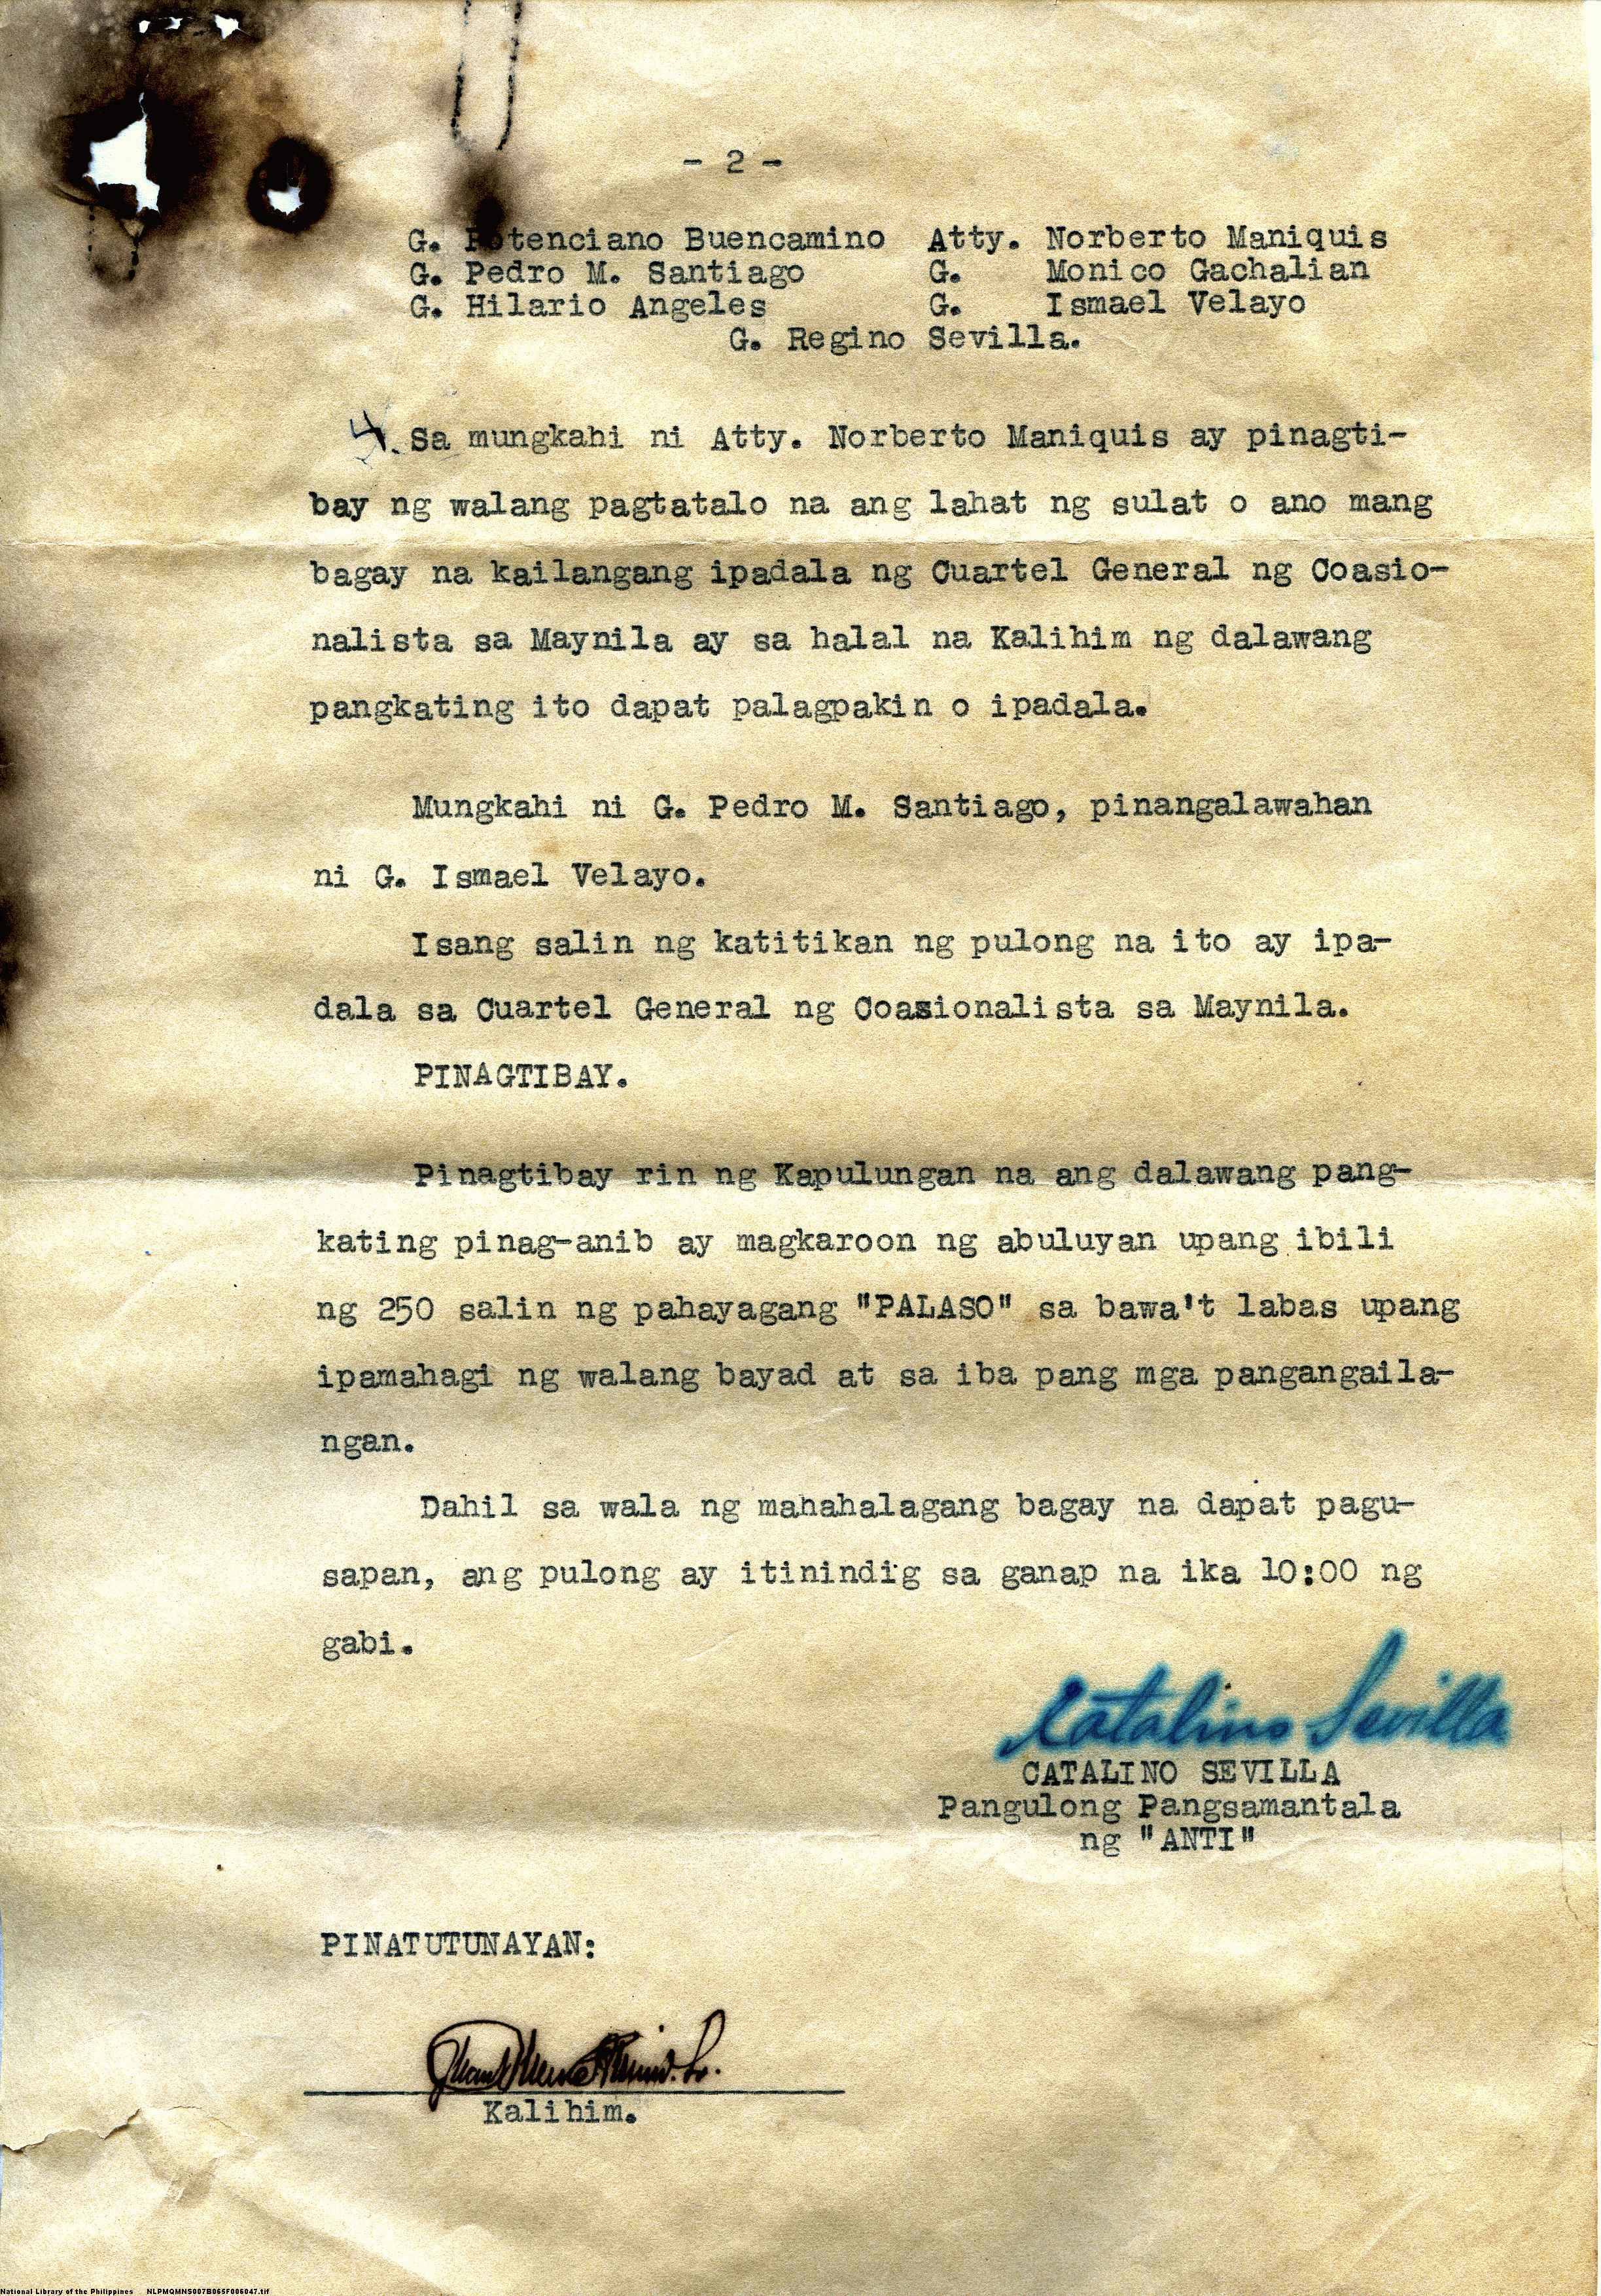 - 2 -
G. Potenciano Buencamino Atty. Norberto Maniquis
G. Pedro M. Santiago G. Monico Gachalian
G. Hilario Angeles G. Ismael Velayo
G. Regino Sevilla.
4. Sa mungkahi ni Atty. Norberto Maniquis ay pinagti-
bay ng walang pagtatalo na ang lahat ng sulat o ano mang
bagay na kailangang ipadala ng Cuartel General ng Coasio-
nalista sa Maynila ay sa halal na Kalihim ng dalawang
pangkating ito dapat palagpakin o ipadala.
Mungkahi ni G. Pedro M. Santiago, pinangalawahan
ni G. Ismael Velayo.
Isang salin ng katitikan ng pulong na ito ay ipa-
dala sa Cuartel General ng Coasionalista sa Maynila.
PINAGTIBAY.
Pinagtibay rin ng Kapulungan na ang dalawang pang-
kating pinag-anib ay magkaroon ng abuluyan upang ibili
ng 250 salin ng pahayagang "PALASO" sa bawa't labas upang
ipamahagi ng walang bayad at sa iba pang mga pangangaila-
ngan.
Dahil sa wala ng mahahalagang bagay na dapat pagu-
sapan, ang pulong ay itinindig sa ganap na ika 10:00 ng
gabi.
Catalino Sevilla
CATALINO SEVILLA
Pangulong Pangsamantala
ng "ANTI"
PINATUTUNAYAN:
Kalihim.
National Library of the Philippines NLPMQMNS007B065F006047.tif